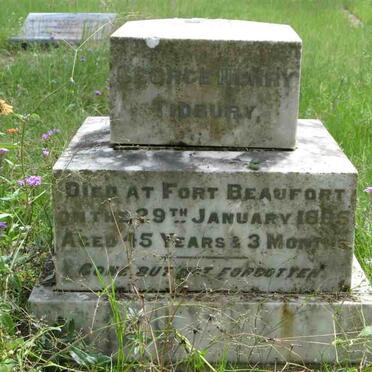 GEORGE HENRY
TIDBURY,
DIED AT FORT BEAUFORT
ON THE 29TH JANUARY
AGED 45 YEARS & 3 MONTHS
GONE, BUT NOT FORGOTTEN